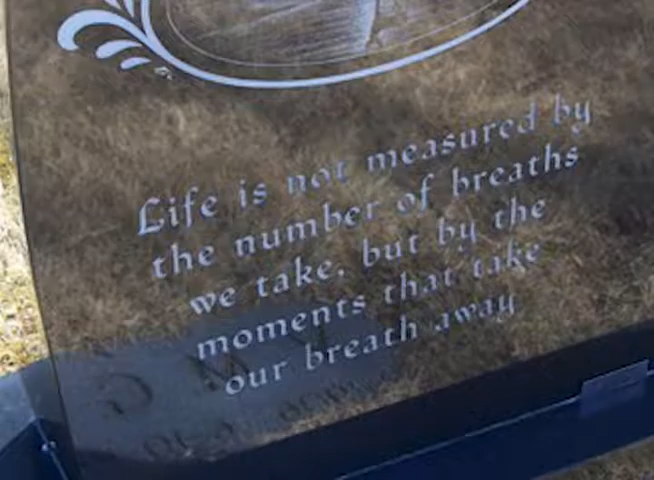 Life is not measured by
the number of breaths
we take, but by the
moments that take
our breath away